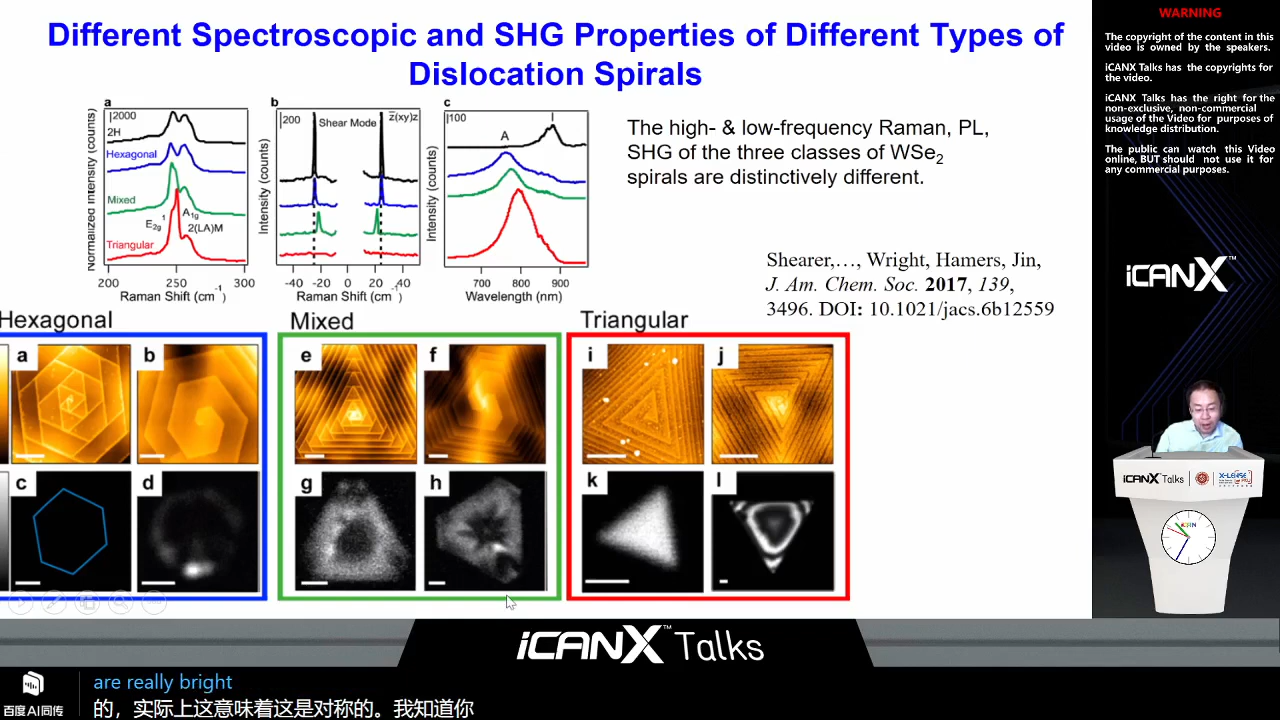 Different Spectroscopic and SHG Properties of Different Types of
Dislocation Spirals
a
2000
2H
Hexagonal
Mixed
E2g1
A1g
2(LA)M
Triangular
Normalized Intensity (counts)
200 250 300
Raman Shift (cm-1)
b
200
Shear Mode
z̄(xy)z
Intensity (counts)
-40 -20 0 20 40
Raman Shift (cm-1)
c
100
A
I
Intensity (counts)
700 800 900
Wavelength (nm)
The high- & low-frequency Raman, PL,
SHG of the three classes of WSe2
spirals are distinctively different.
Shearer,…, Wright, Hamers, Jin,
J. Am. Chem. Soc. 2017, 139,
3496. DOI: 10.1021/jacs.6b12559
Hexagonal
a b
c d
Mixed
e f
g h
Triangular
i j
k l
WARNING
The copyright of the content in this
video is owned by the speakers.
iCANX Talks has the copyrights for
the video.
iCANX Talks has the right for the
non-exclusive, non-commercial
usage of the Video for purposes of
knowledge distribution.
The public can watch this Video
online, BUT should not use it for
any commercial purposes.
iCANX™
iCANX Talks
X-LENSE
iCANX™ Talks
百度AI同传
are really bright
的，实际上这意味着这是对称的。我知道你